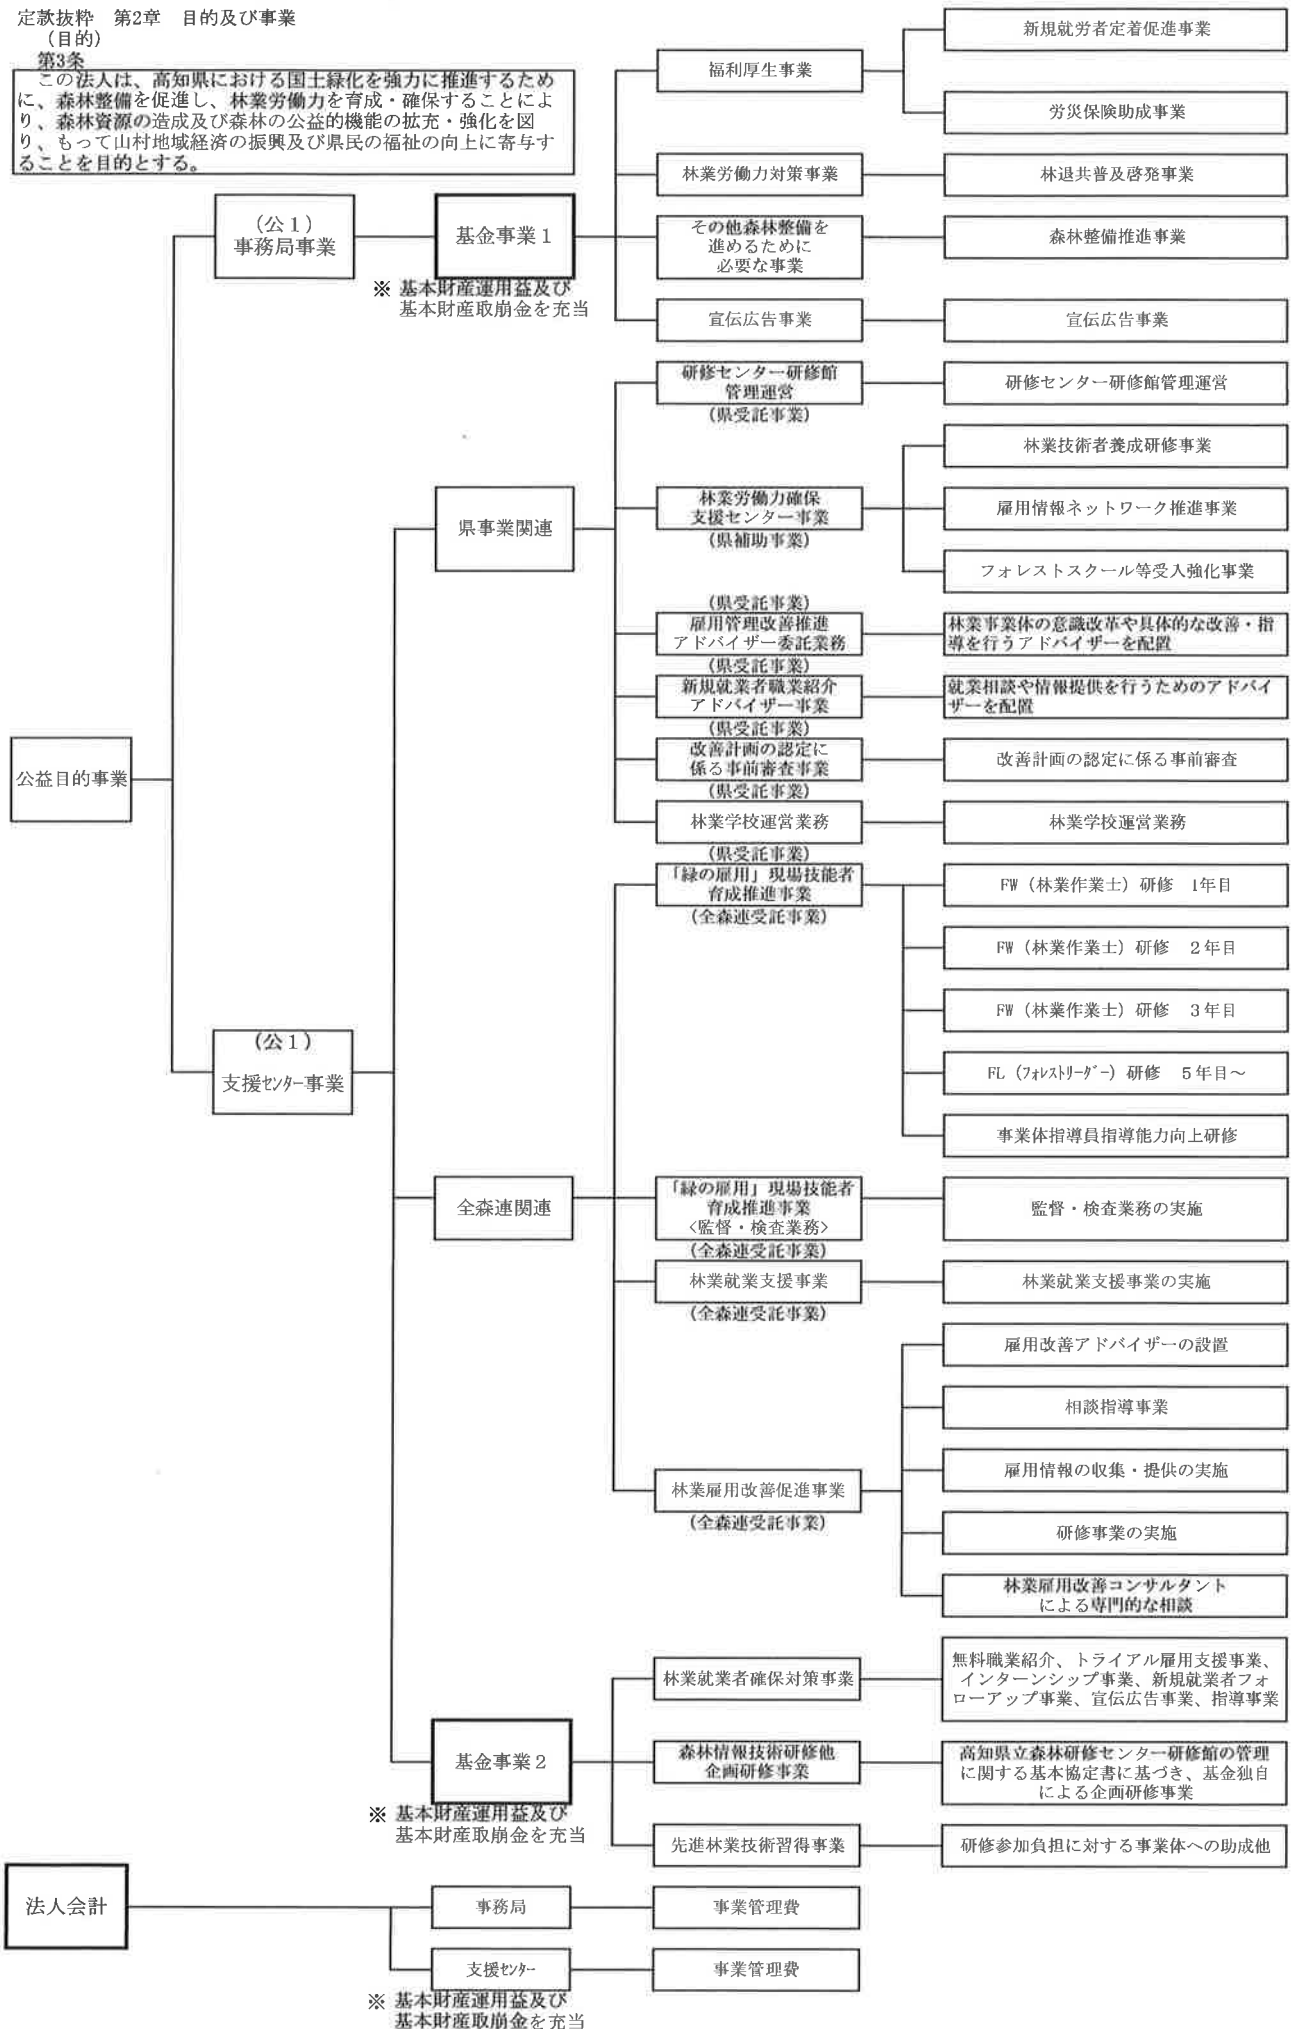 定款抜粋　第2章　目的及び事業
（目的）
第3条
この法人は、高知県における国土緑化を強力に推進するため
に、森林整備を促進し、林業労働力を育成・確保することによ
り、森林資源の造成及び森林の公益的機能の拡充・強化を図
り、もって山村地域経済の振興及び県民の福祉の向上に寄与す
ることを目的とする。
公益目的事業
（公１）
事務局事業
基金事業１
※ 基本財産運用益及び
基本財産取崩金を充当
福利厚生事業
新規就労者定着促進事業
労災保険助成事業
林業労働力対策事業
林退共普及啓発事業
その他森林整備を
進めるために
必要な事業
森林整備推進事業
宣伝広告事業
宣伝広告事業
（公１）
支援ｾﾝﾀｰ事業
県事業関連
研修センター研修館
管理運営
（県受託事業）
研修センター研修館管理運営
林業労働力確保
支援センター事業
（県補助事業）
林業技術者養成研修事業
雇用情報ネットワーク推進事業
フォレストスクール等受入強化事業
（県受託事業）
雇用管理改善推進
アドバイザー委託業務
林業事業体の意識改革や具体的な改善・指
導を行うアドバイザーを配置
（県受託事業）
新規就業者職業紹介
アドバイザー事業
就業相談や情報提供を行うためのアドバイ
ザーを配置
（県受託事業）
改善計画の認定に
係る事前審査事業
改善計画の認定に係る事前審査
（県受託事業）
林業学校運営業務
林業学校運営業務
（県受託事業）
全森連関連
「緑の雇用」現場技能者
育成推進事業
（全森連受託事業）
FW（林業作業士）研修　1年目
FW（林業作業士）研修　２年目
FW（林業作業士）研修　３年目
FL（ﾌｫﾚｽﾄﾘｰﾀﾞｰ）研修　５年目～
事業体指導員指導能力向上研修
「緑の雇用」現場技能者
育成推進事業
<監督・検査業務>
（全森連受託事業）
監督・検査業務の実施
林業就業支援事業
（全森連受託事業）
林業就業支援事業の実施
林業雇用改善促進事業
（全森連受託事業）
雇用改善アドバイザーの設置
相談指導事業
雇用情報の収集・提供の実施
研修事業の実施
林業雇用改善コンサルタント
による専門的な相談
基金事業２
※ 基本財産運用益及び
基本財産取崩金を充当
林業就業者確保対策事業
無料職業紹介、トライアル雇用支援事業、
インターンシップ事業、新規就業者フォ
ローアップ事業、宣伝広告事業、指導事業
森林情報技術研修他
企画研修事業
高知県立森林研修センター研修館の管理
に関する基本協定書に基づき、基金独自
による企画研修事業
先進林業技術習得事業
研修参加負担に対する事業体への助成他
法人会計
事務局
事業管理費
支援ｾﾝﾀｰ
事業管理費
※ 基本財産運用益及び
基本財産取崩金を充当